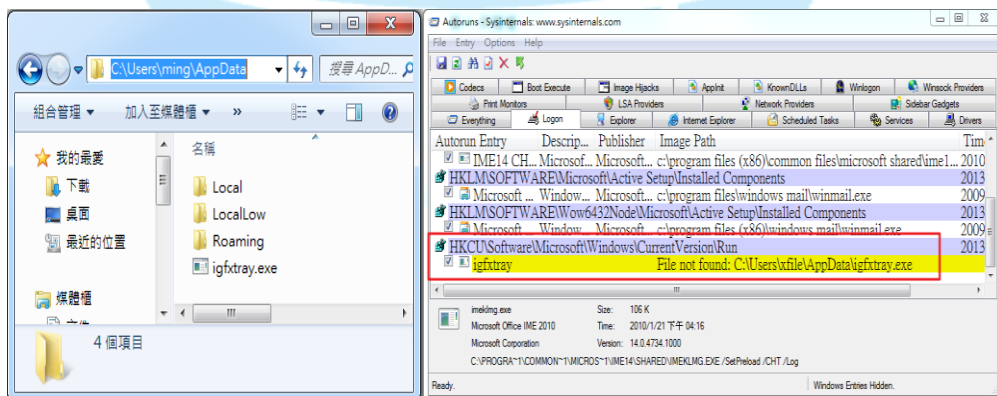 C:\Users\ming\AppData
搜尋 AppD...
組合管理
加入至媒體櫃
»
名稱
我的最愛
下載
桌面
最近的位置
媒體櫃
Local
LocalLow
Roaming
igfxtray.exe
4 個項目
Autoruns - Sysinternals: www.sysinternals.com
File Entry Options Help
Codecs Boot Execute Image Hijacks AppInit KnownDLLs Winlogon Winsock Providers
Print Monitors LSA Providers Network Providers Sidebar Gadgets
Everything Logon Explorer Internet Explorer Scheduled Tasks Services Drivers
Autorun Entry Descrip... Publisher Image Path Tim
IME14 CH... Microsof... Microsoft... c:\program files (x86)\common files\microsoft shared\ime1... 2010
HKLM\SOFTWARE\Microsoft\Active Setup\Installed Components 2013
Microsoft ... Window... Microsoft... c:\program files\windows mail\winmail.exe 2009
HKLM\SOFTWARE\Wow6432Node\Microsoft\Active Setup\Installed Components 2013
Microsoft ... Window... Microsoft... c:\program files (x86)\windows mail\winmail.exe 2009
HKCU\Software\Microsoft\Windows\CurrentVersion\Run 2013
igfxtray File not found: C:\Users\xfile\AppData\igfxtray.exe
imeklmg.exe Size: 106 K
Microsoft Office IME 2010 Time: 2010/1/21 下午 04:16
Microsoft Corporation Version: 14.0.4734.1000
C:\PROGRA~1\COMMON~1\MICROS~1\IME14\SHARED\IMEKLMG.EXE /SetPreload /CHT /Log
Ready. Windows Entries Hidden.